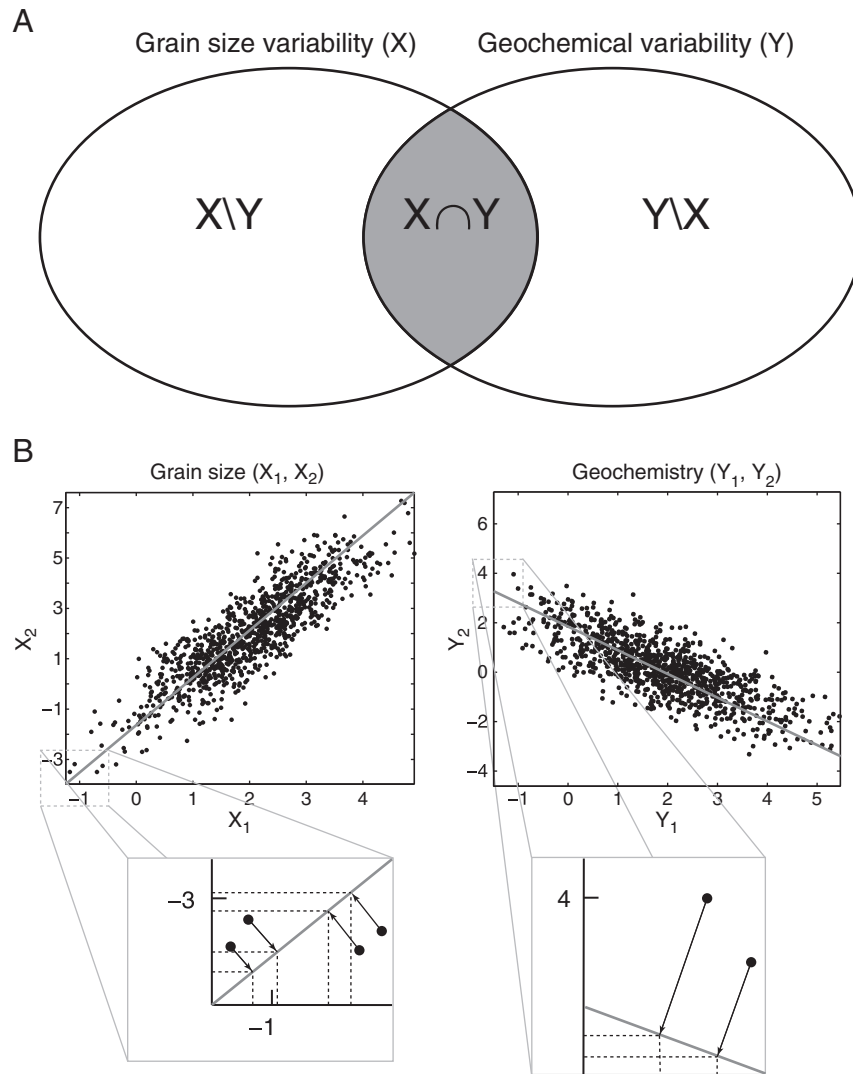 A
Grain size variability (X) Geochemical variability (Y)
X\Y X∩Y Y\X
B
Grain size (X1, X2)
7
5
3
1
−1
−3
X2
−1 0 1 2 3 4
X1
−3
−1
Geochemistry (Y1, Y2)
6
4
2
0
−2
−4
Y2
−1 0 1 2 3 4 5
Y1
4